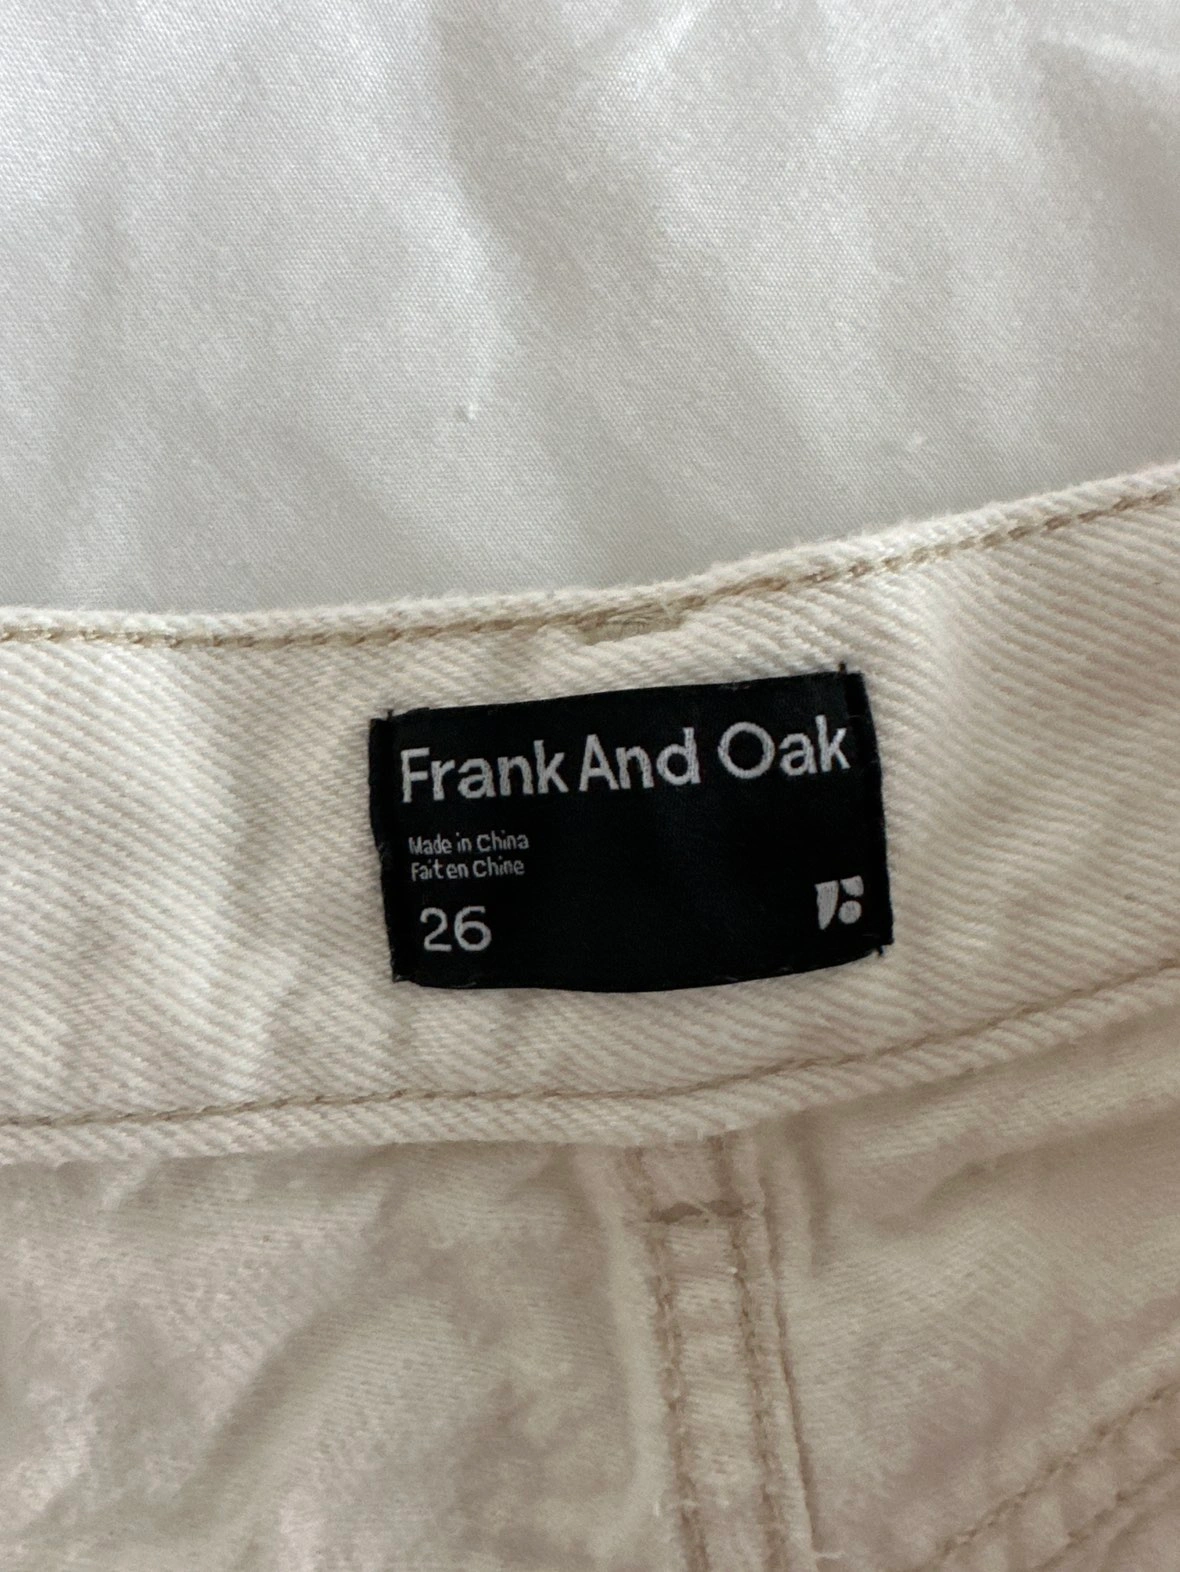 Frank And Oak
Made in China
Fait en Chine
26